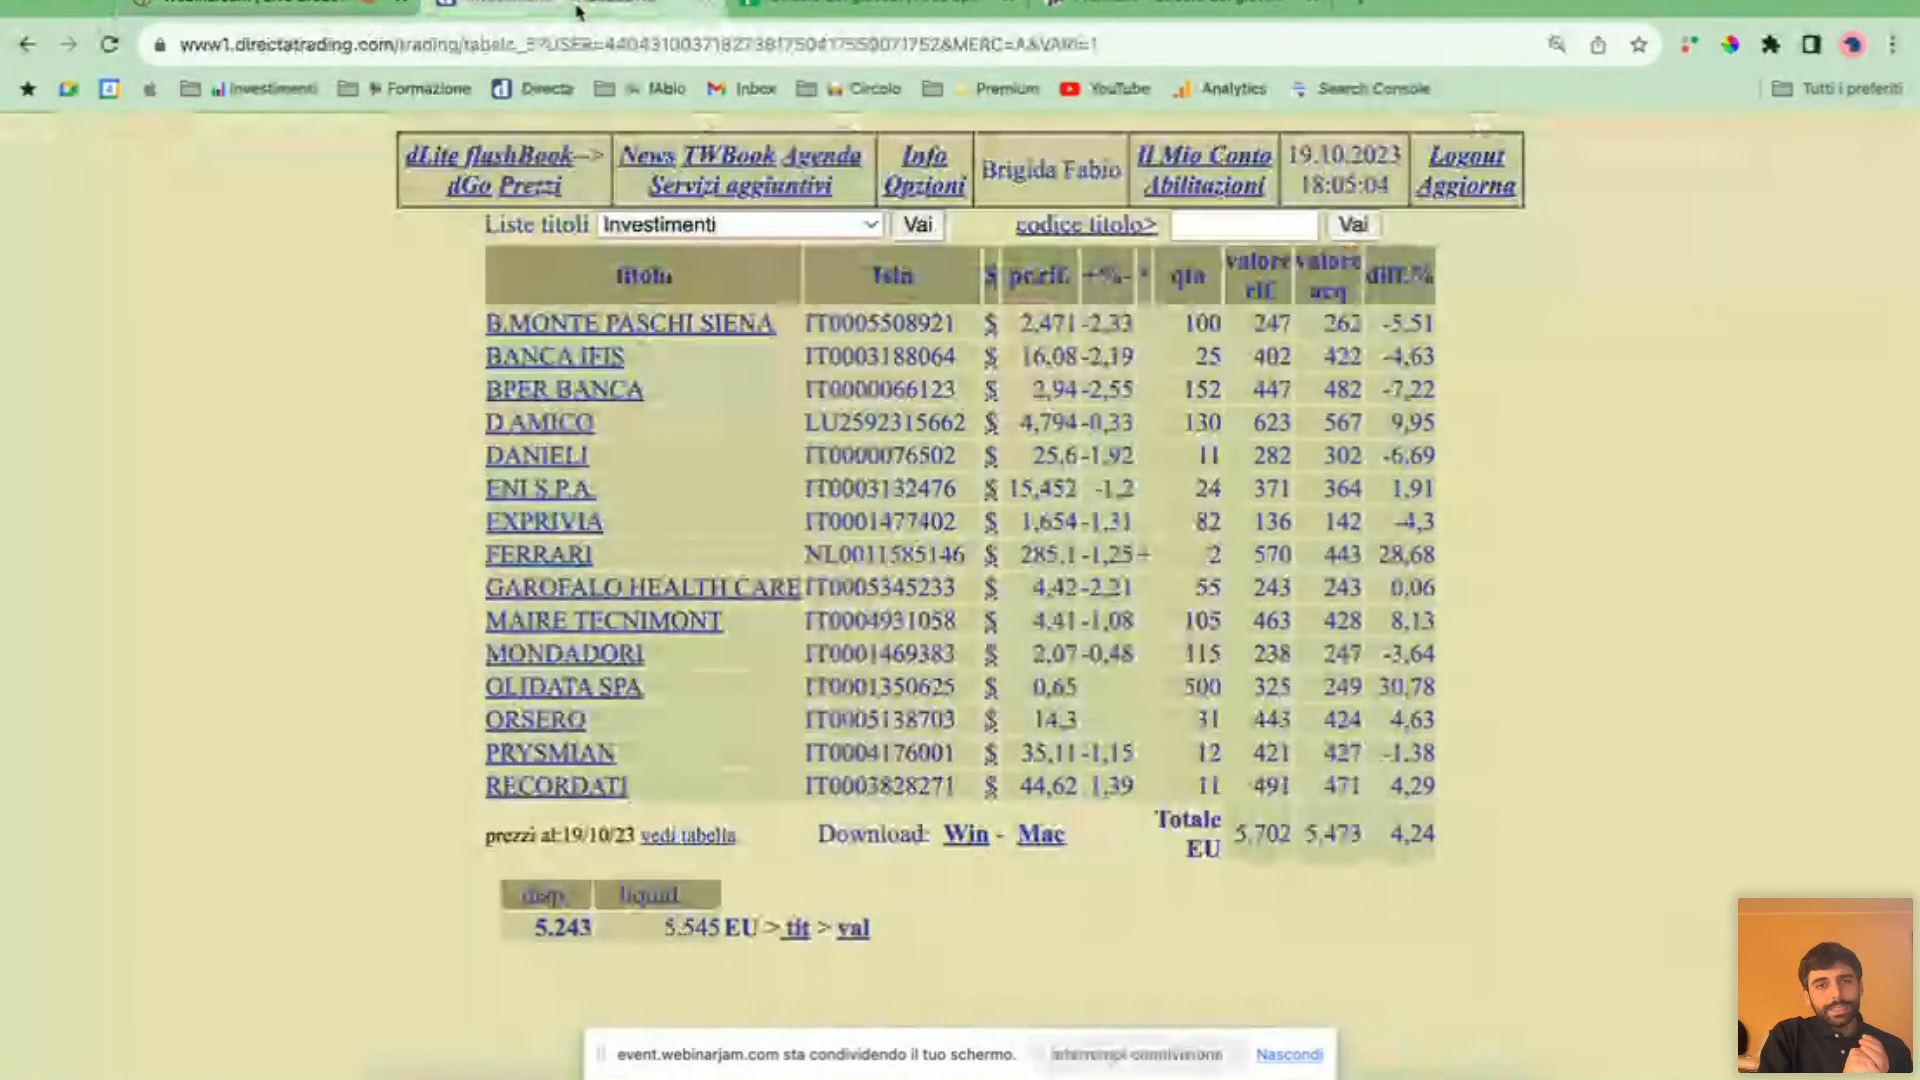 Investimenti Formazione Directa fAbio Inbox Circolo Premium YouTube Analytics Search Console Tutti i preferiti
dLite flashBook--> News TWBook Agenda Info Brigida Fabio Il Mio Conto 19.10.2023 Logout
dGo Prezzi Servizi aggiuntivi Opzioni Abilitazioni 18:05:04 Aggiorna
Liste titoli Investimenti Vai codice titolo> Vai
titolo Isin $ pr.rif. +%- * qta valore rif. valore acq diff.%
B.MONTE PASCHI SIENA IT0005508921 $ 2,471 -2,33 100 247 262 -5,51
BANCA IFIS IT0003188064 $ 16,08 -2,19 25 402 422 -4,63
BPER BANCA IT0000066123 $ 2,94 -2,55 152 447 482 -7,22
D AMICO LU2592315662 $ 4,794 -0,33 130 623 567 9,95
DANIELI IT0000076502 $ 25,6 -1,92 11 282 302 -6,69
ENI S.P.A. IT0003132476 $ 15,452 -1,2 24 371 364 1,91
EXPRIVIA IT0001477402 $ 1,654 -1,31 82 136 142 -4,3
FERRARI NL0011585146 $ 285,1 -1,25 + 2 570 443 28,68
GAROFALO HEALTH CARE IT0005345233 $ 4,42 -2,21 55 243 243 0,06
MAIRE TECNIMONT IT0004931058 $ 4,41 -1,08 105 463 428 8,13
MONDADORI IT0001469383 $ 2,07 -0,48 115 238 247 -3,64
OLIDATA SPA IT0001350625 $ 0,65 500 325 249 30,78
ORSERO IT0005138703 $ 14,3 31 443 424 4,63
PRYSMIAN IT0004176001 $ 35,11 -1,15 12 421 427 -1,38
RECORDATI IT0003828271 $ 44,62 1,39 11 491 471 4,29
prezzi al:19/10/23 vedi tabella Download: Win - Mac Totale EU 5.702 5.473 4,24
disp. liquid.
5.243 5.545 EU > tit > val
event.webinarjam.com sta condividendo il tuo schermo. Interrompi condivisione Nascondi